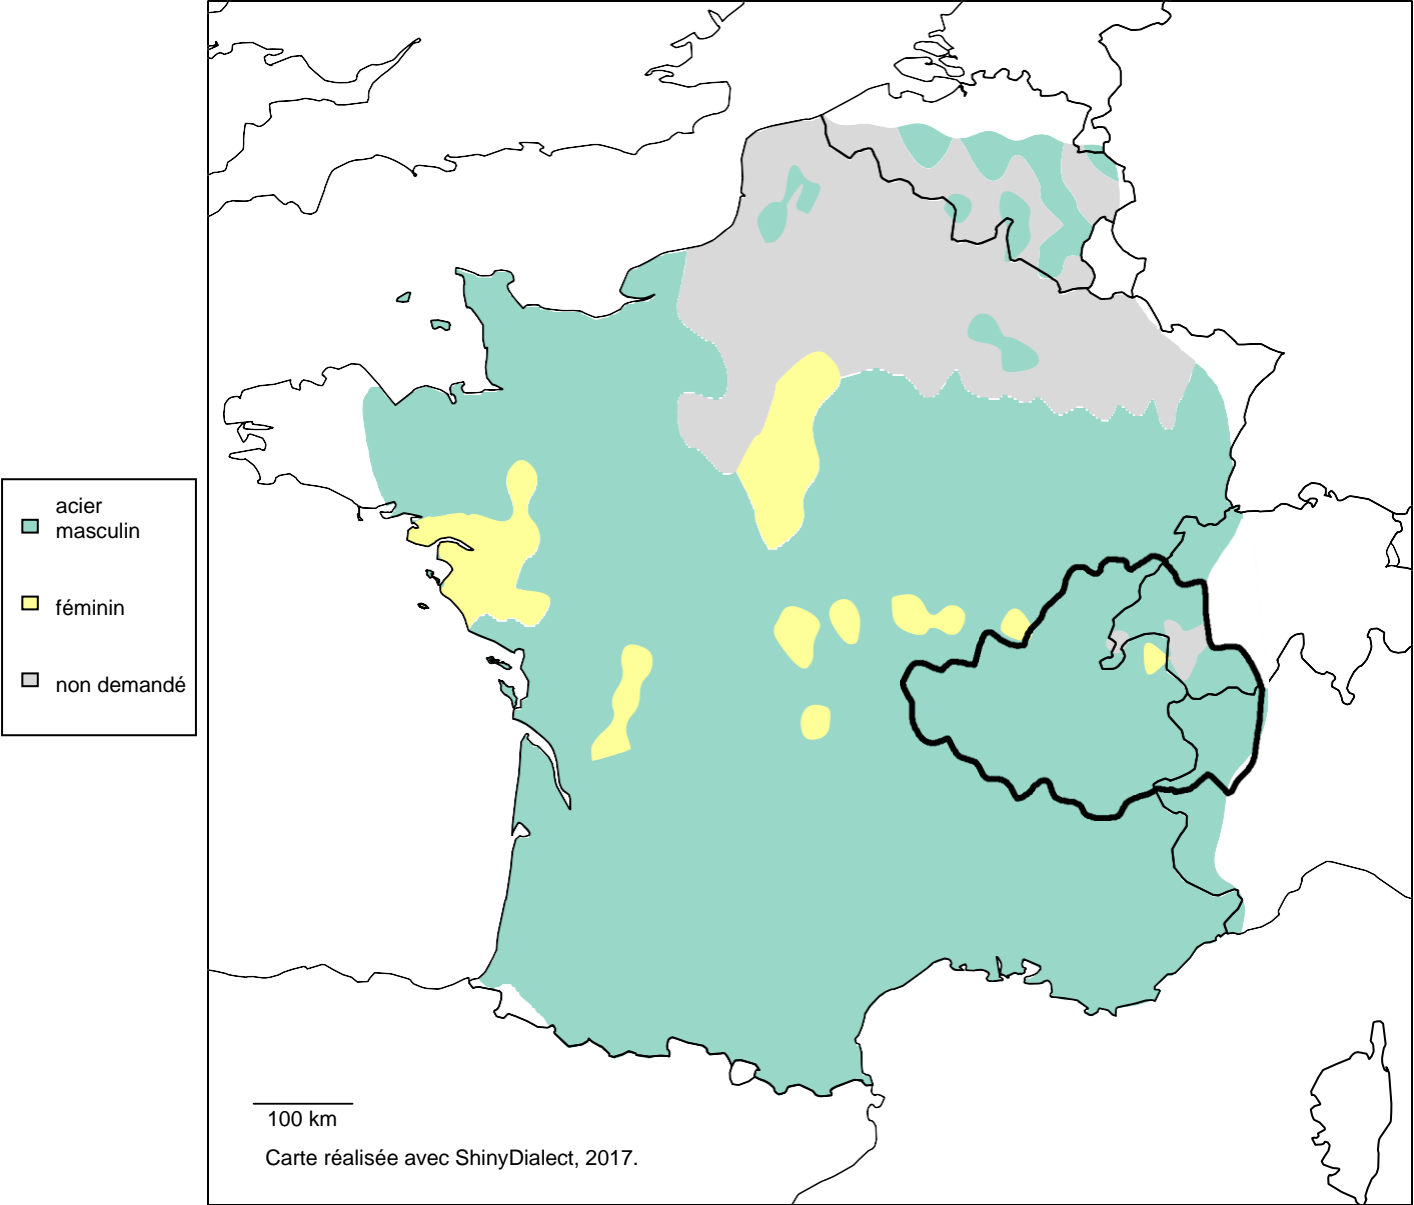 acier
masculin
féminin
non demandé
100 km
Carte réalisée avec ShinyDialect, 2017.